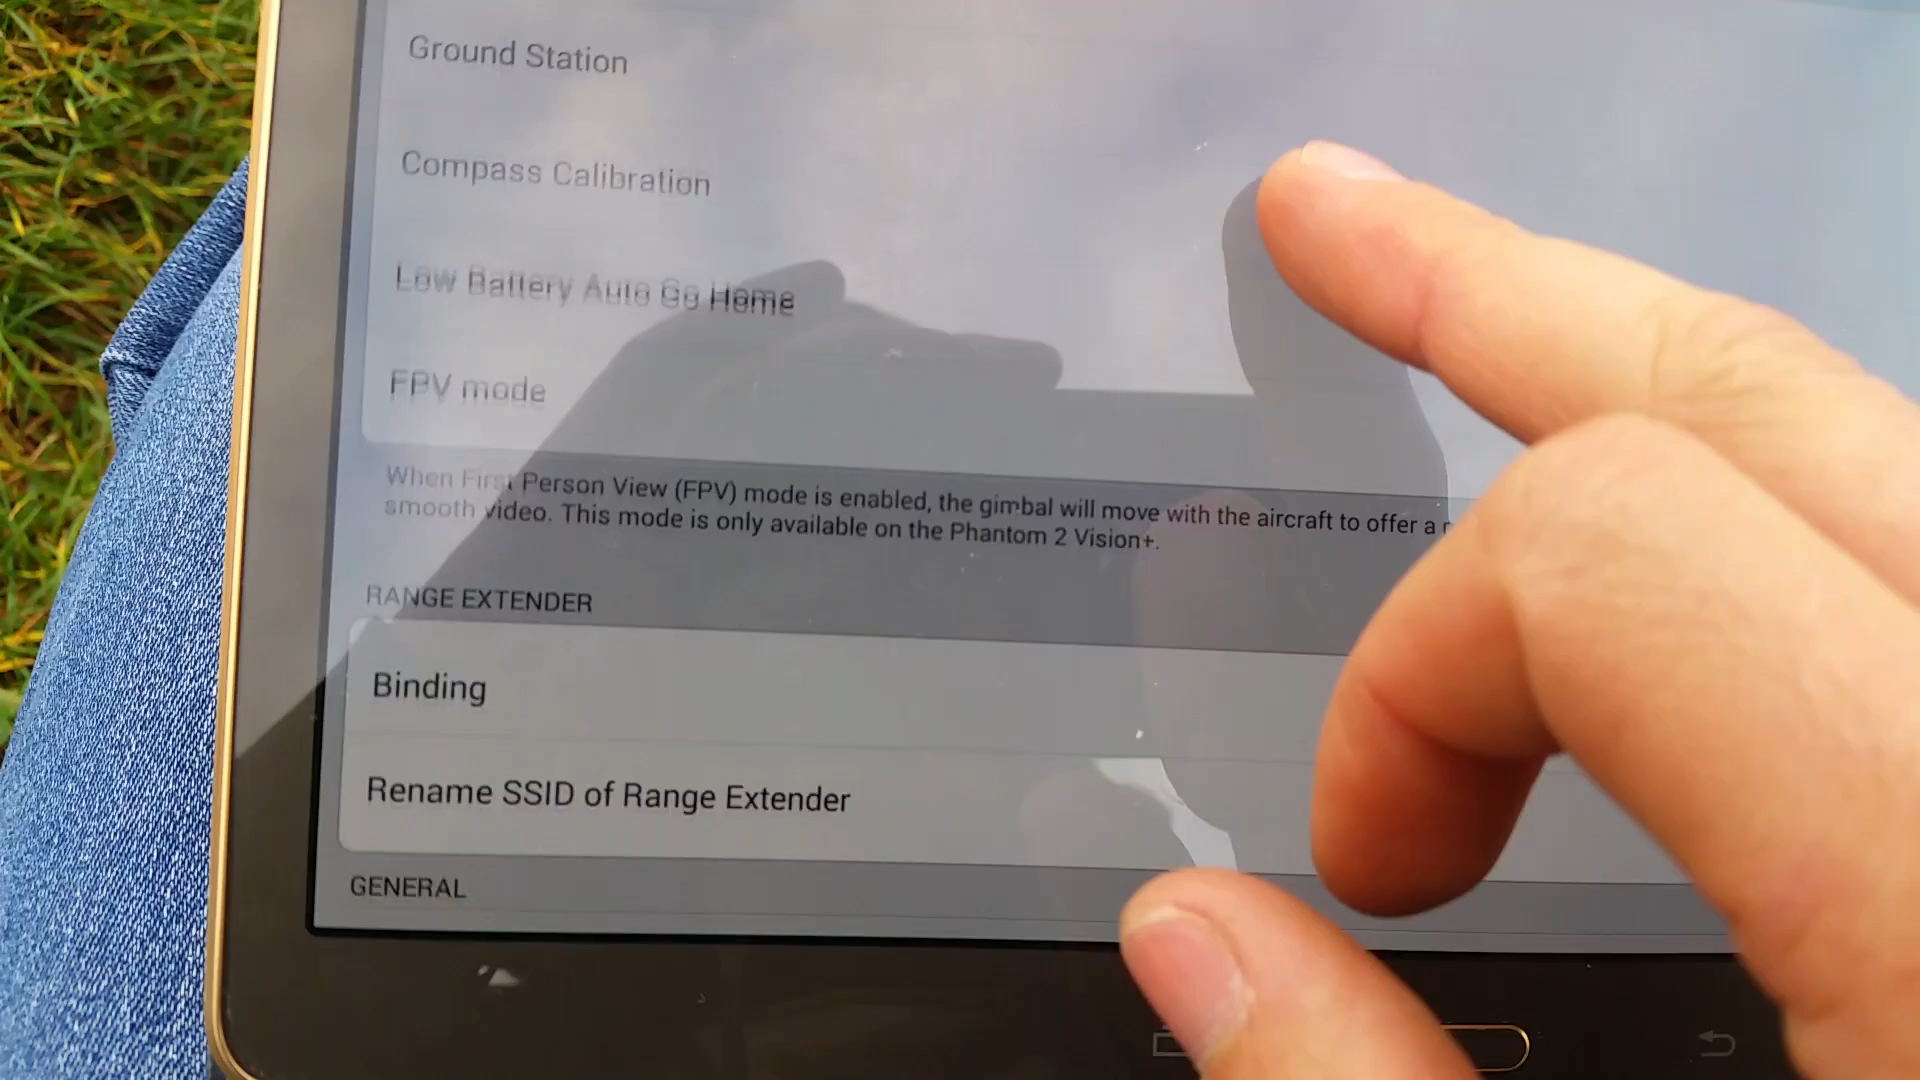 Ground Station
Compass Calibration
Low Battery Auto Go Home
FPV mode
When First Person View (FPV) mode is enabled, the gimbal will move with the aircraft to offer a
smooth video. This mode is only available on the Phantom 2 Vision+.
RANGE EXTENDER
Binding
Rename SSID of Range Extender
GENERAL